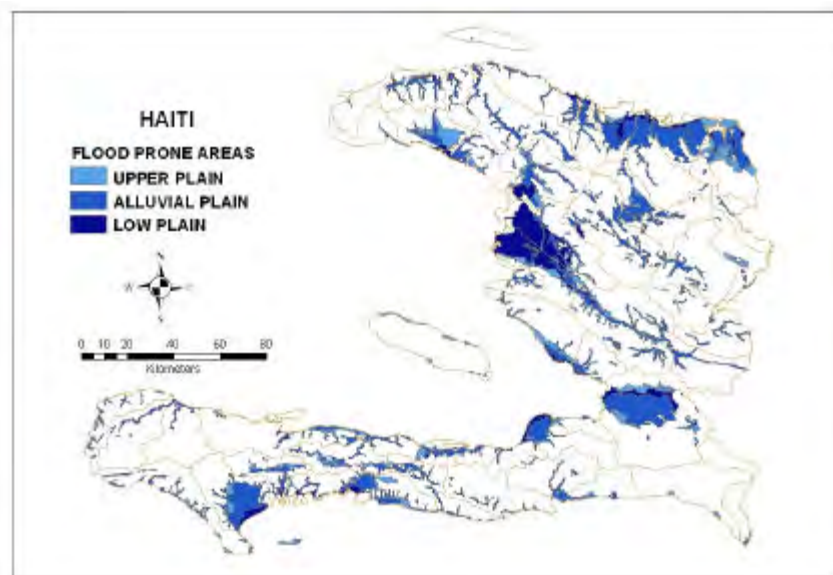 HAITI
FLOOD PRONE AREAS
UPPER PLAIN
ALLUVIAL PLAIN
LOW PLAIN
N
W
S
0 10 20 40 60 80
Kilometers